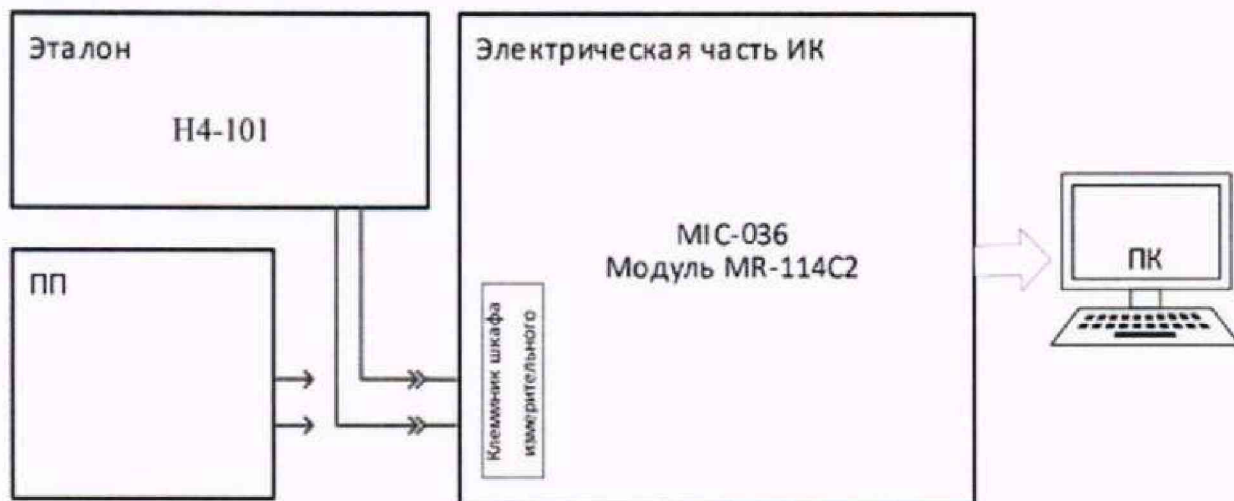 Эталон
Н4-101
Электрическая часть ИК
ПП
MIC-036
Модуль MR-114C2
Клеммник шкафа
измерительного
ПК